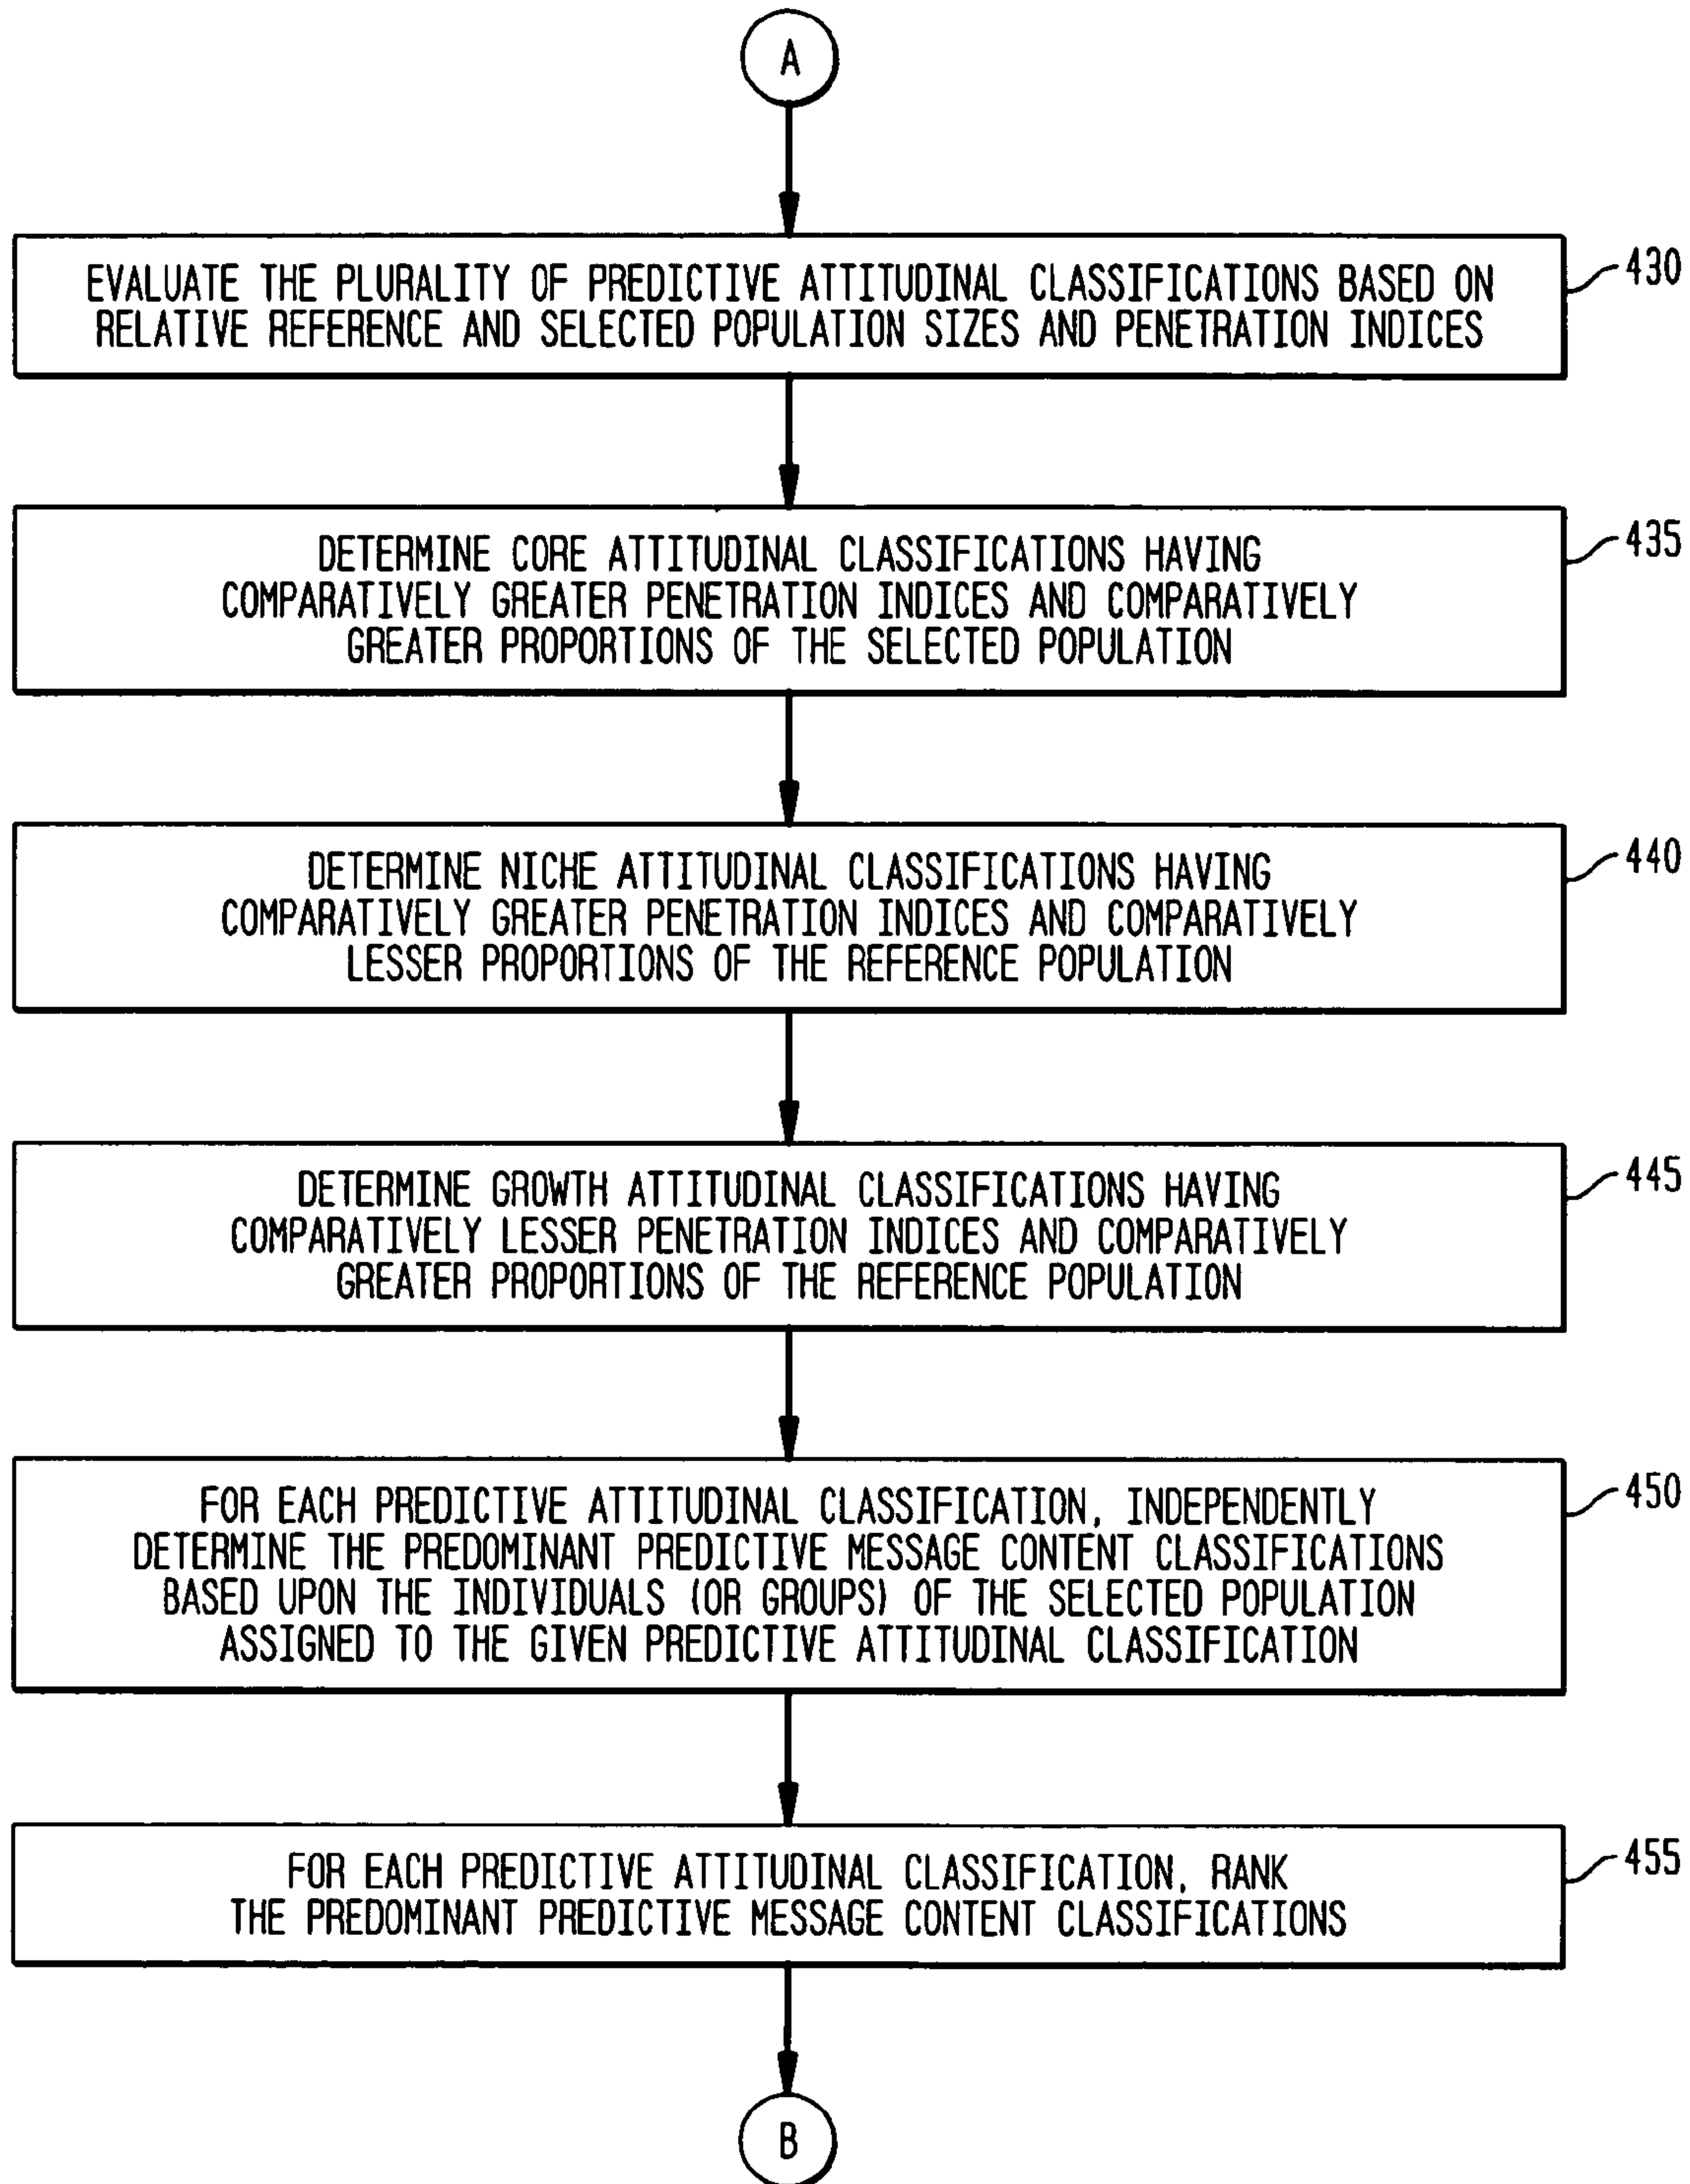 A
EVALUATE THE PLURALITY OF PREDICTIVE ATTITUDINAL CLASSIFICATIONS BASED ON
RELATIVE REFERENCE AND SELECTED POPULATION SIZES AND PENETRATION INDICES
430
DETERMINE CORE ATTITUDINAL CLASSIFICATIONS HAVING
COMPARATIVELY GREATER PENETRATION INDICES AND COMPARATIVELY
GREATER PROPORTIONS OF THE SELECTED POPULATION
435
DETERMINE NICHE ATTITUDINAL CLASSIFICATIONS HAVING
COMPARATIVELY GREATER PENETRATION INDICES AND COMPARATIVELY
LESSER PROPORTIONS OF THE REFERENCE POPULATION
440
DETERMINE GROWTH ATTITUDINAL CLASSIFICATIONS HAVING
COMPARATIVELY LESSER PENETRATION INDICES AND COMPARATIVELY
GREATER PROPORTIONS OF THE REFERENCE POPULATION
445
FOR EACH PREDICTIVE ATTITUDINAL CLASSIFICATION, INDEPENDENTLY
DETERMINE THE PREDOMINANT PREDICTIVE MESSAGE CONTENT CLASSIFICATIONS
BASED UPON THE INDIVIDUALS (OR GROUPS) OF THE SELECTED POPULATION
ASSIGNED TO THE GIVEN PREDICTIVE ATTITUDINAL CLASSIFICATION
450
FOR EACH PREDICTIVE ATTITUDINAL CLASSIFICATION, RANK
THE PREDOMINANT PREDICTIVE MESSAGE CONTENT CLASSIFICATIONS
455
B